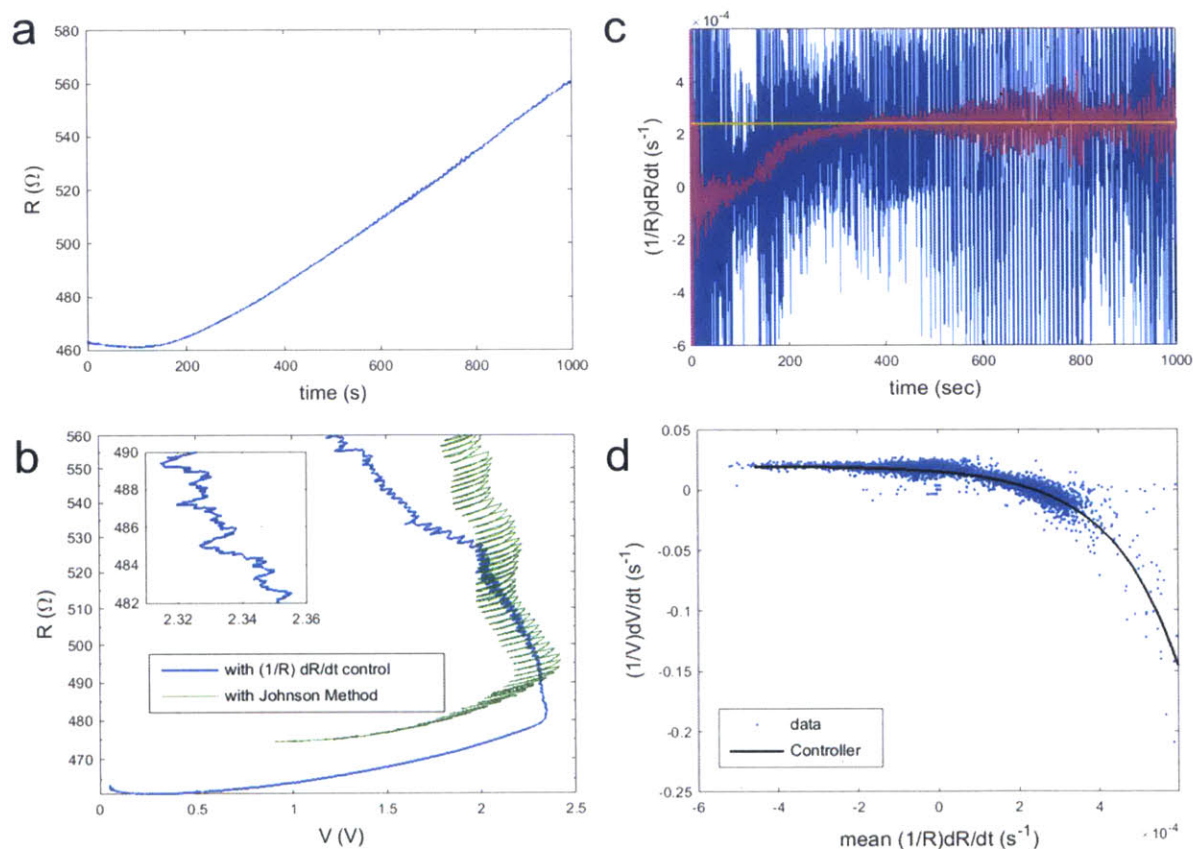 a
580
560
540
520
500
480
460
R (Ω)
0 200 400 600 800 1000
time (s)
c
× 10⁻⁴
4
2
0
-2
-4
-6
(1/R)dR/dt (s⁻¹)
0 200 400 600 800 1000
time (sec)
b
560
550
540
530
520
510
500
490
480
470
R (Ω)
490
488
486
484
482
2.32 2.34 2.36
with (1/R) dR/dt control
with Johnson Method
0 0.5 1 1.5 2 2.5
V (V)
d
0.05
0
-0.05
-0.1
-0.15
-0.2
-0.25
(1/V)dV/dt (s⁻¹)
data
Controller
-6 -4 -2 0 2 4
· 10⁻⁴
mean (1/R)dR/dt (s⁻¹)